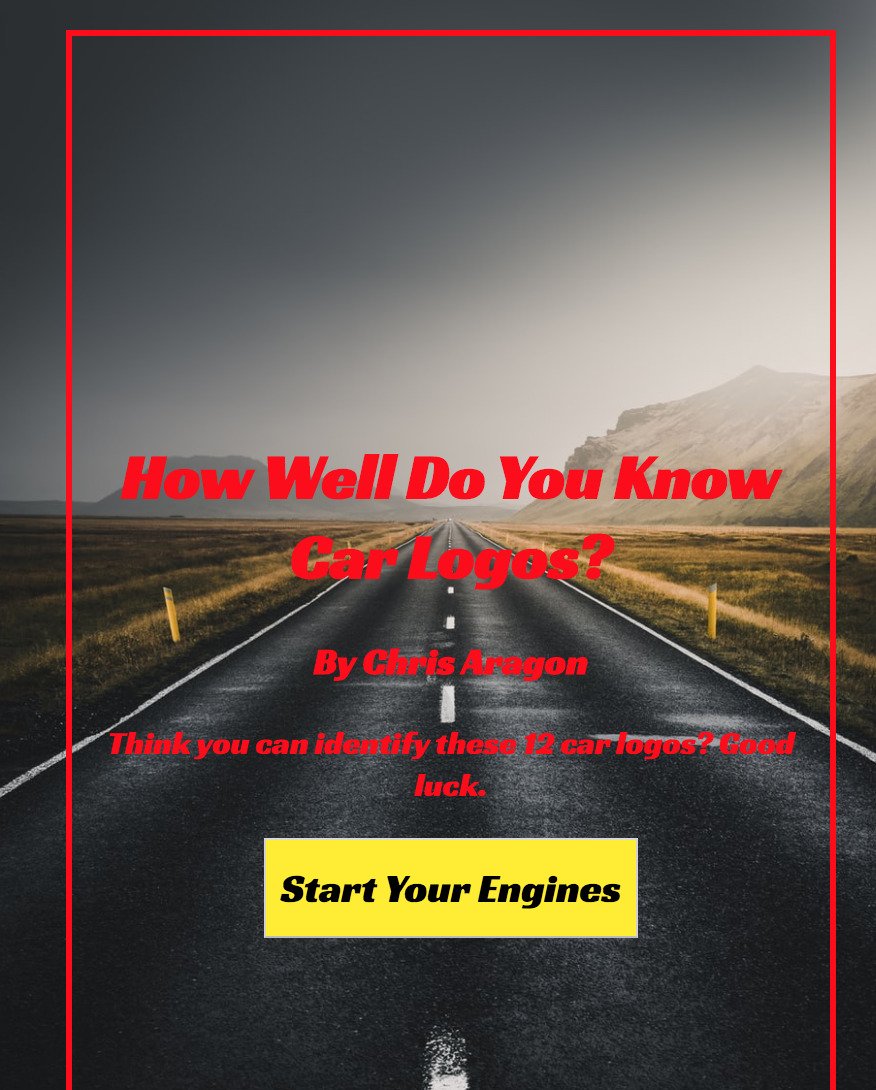 How Well Do You Know
Car Logos?
By Chris Aragon
Think you can identify these 12 car logos? Good
luck.
Start Your Engines